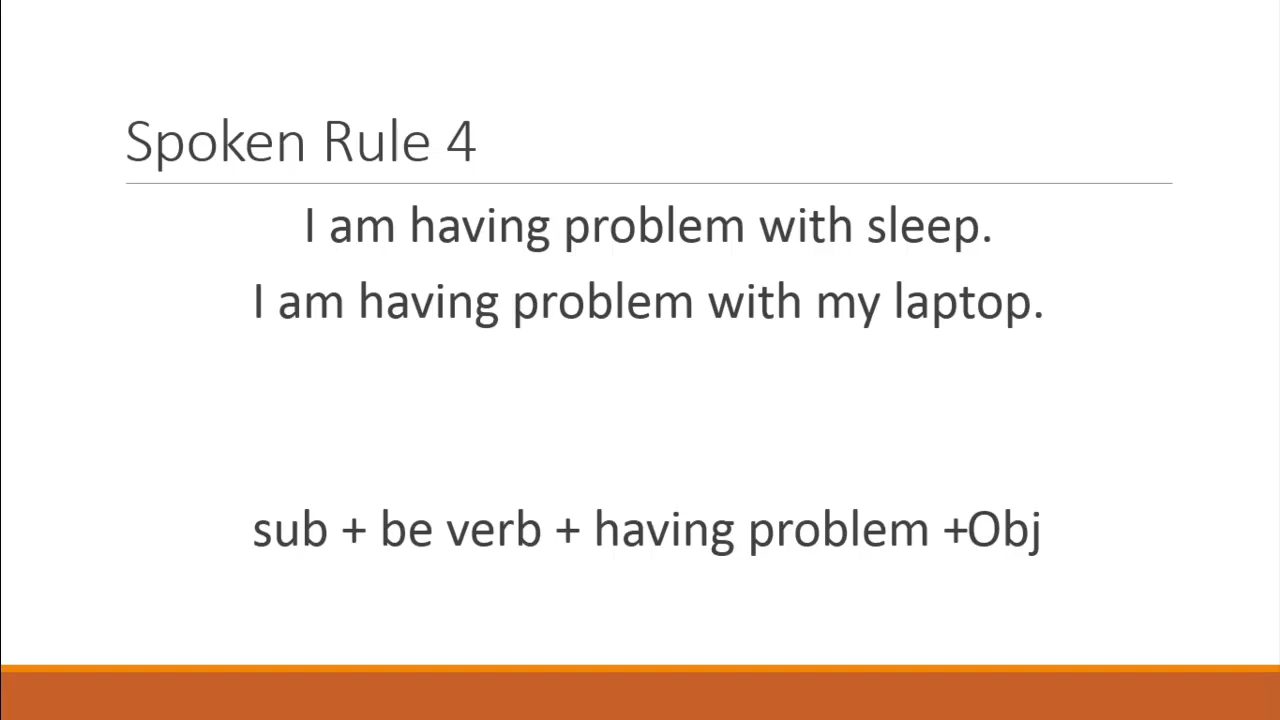 Spoken Rule 4
I am having problem with sleep.
I am having problem with my laptop.
sub + be verb + having problem +Obj